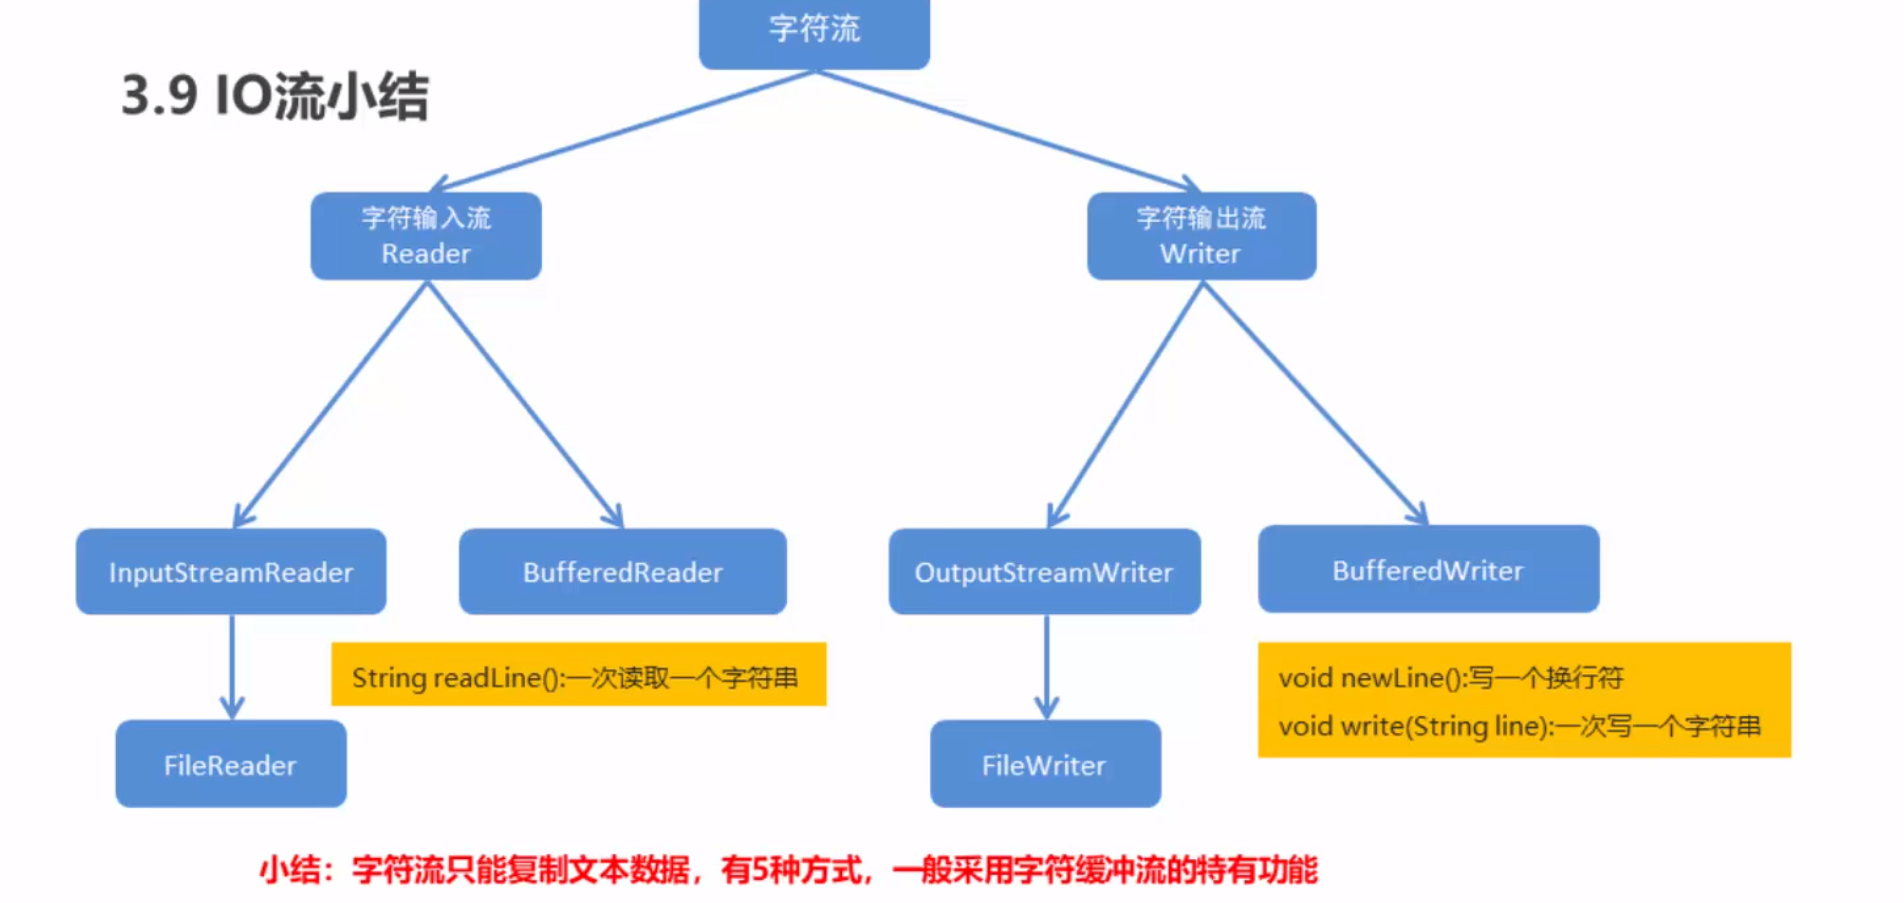 字符流
3.9 IO流小结
字符输入流
Reader
字符输出流
Writer
InputStreamReader
BufferedReader
OutputStreamWriter
BufferedWriter
String readLine():一次读取一个字符串
void newLine():写一个换行符
void write(String line):一次写一个字符串
FileReader
FileWriter
小结：字符流只能复制文本数据，有5种方式，一般采用字符缓冲流的特有功能